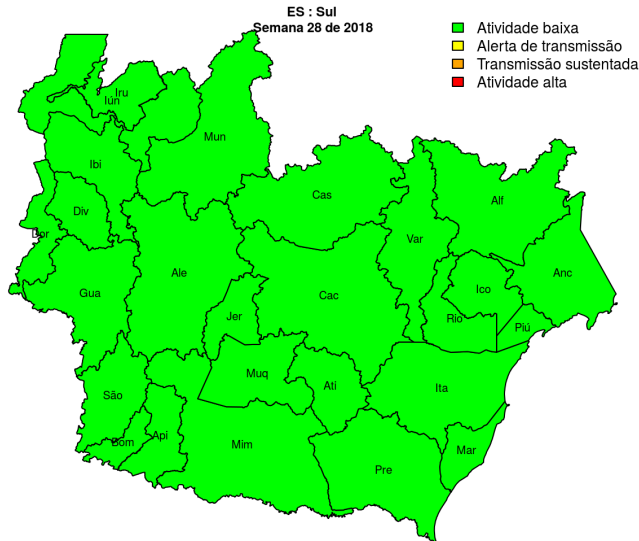 ES : Sul
Semana 28 de 2018
Atividade baixa
Alerta de transmissão
Transmissão sustentada
Atividade alta
Iru
Iún
Mun
Ibi
Cas
Alf
Div
Dor
Var
Ale
Anc
Gua
Cac
Ico
Jer
Rio
Piú
Muq
Ati
Ita
São
Bom
Api
Mim
Mar
Pre